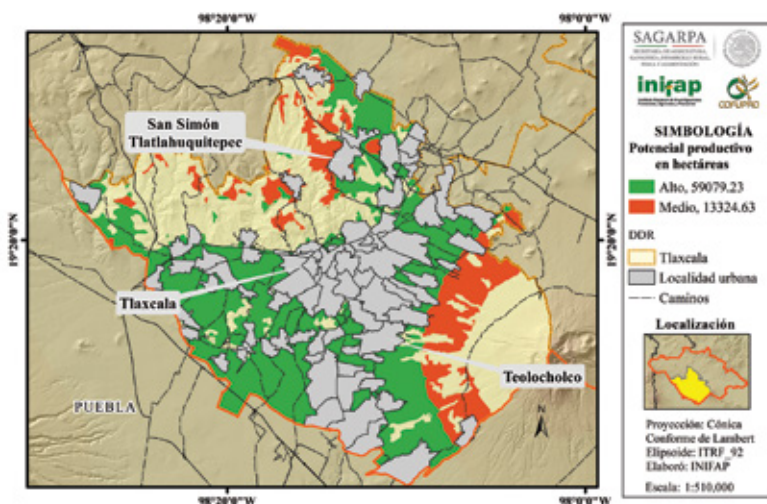 98°20'0"W
98°0'0"W
19°20'0"N
19°20'0"N
San Simón
Tlatlahuquitepec
Tlaxcala
Teolocholco
PUEBLA
N
98°20'0"W
98°0'0"W
SAGARPA
inifap
COFUPRO
SIMBOLOGÍA
Potencial productivo
en hectáreas
Alto, 59079.23
Medio, 13324.63
DDR
Tlaxcala
Localidad urbana
Caminos
Localización
Proyección: Cónica
Conforme de Lambert
Elipsoide: ITRF_92
Elaboró: INIFAP
Escala: 1:510,000